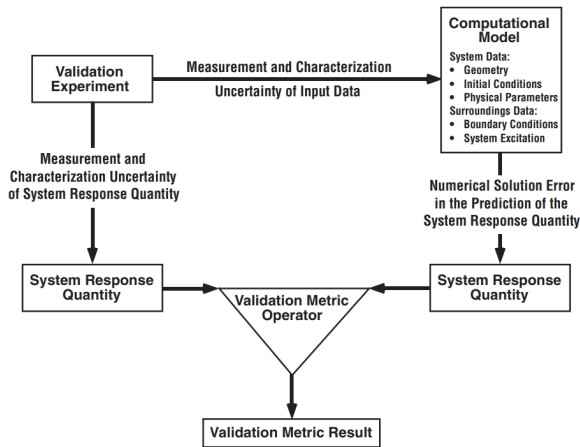 Computational
Model
System Data:
• Geometry
• Initial Conditions
• Physical Parameters
Surroundings Data:
• Boundary Conditions
• System Excitation
Validation
Experiment
Measurement and Characterization
Uncertainty of Input Data
Measurement and
Characterization Uncertainty
of System Response Quantity
Numerical Solution Error
in the Prediction of the
System Response Quantity
System Response
Quantity
Validation Metric
Operator
System Response
Quantity
Validation Metric Result